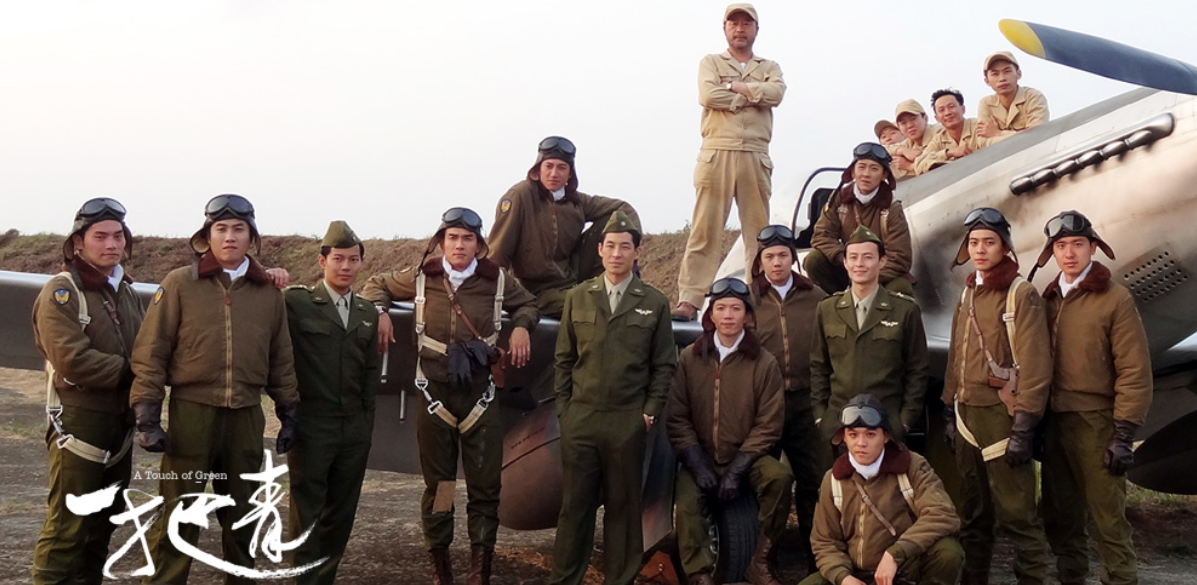 A Touch of Green
一把青